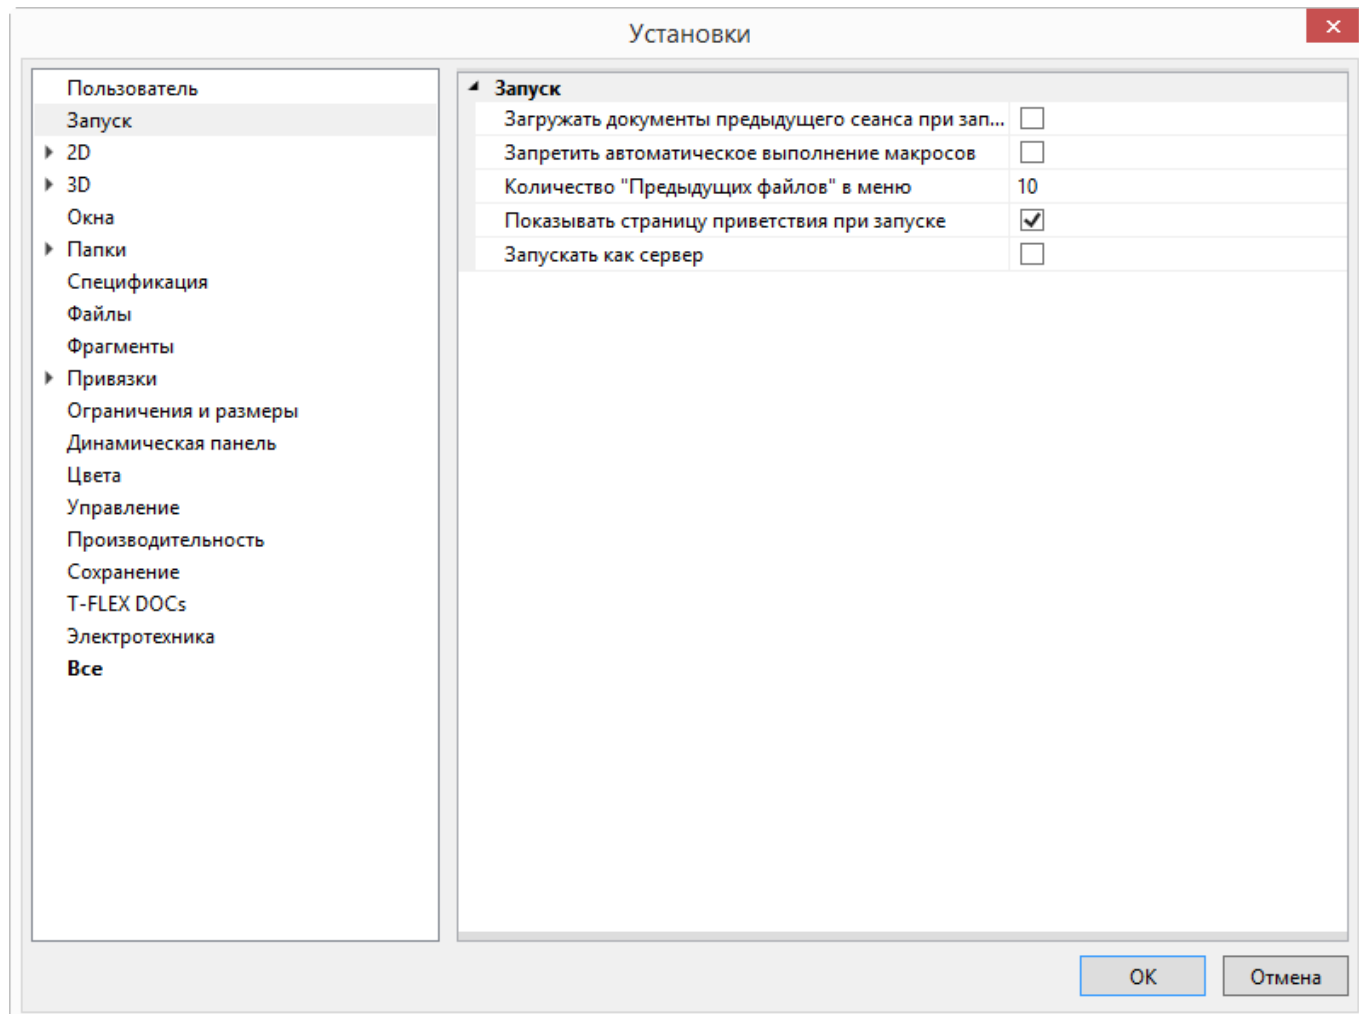 Установки
Пользователь
Запуск
2D
3D
Окна
Папки
Спецификация
Файлы
Фрагменты
Привязки
Ограничения и размеры
Динамическая панель
Цвета
Управление
Производительность
Сохранение
T-FLEX DOCs
Электротехника
Все
Запуск
Загружать документы предыдущего сеанса при зап...
Запретить автоматическое выполнение макросов
Количество "Предыдущих файлов" в меню 10
Показывать страницу приветствия при запуске
Запускать как сервер
ОК Отмена